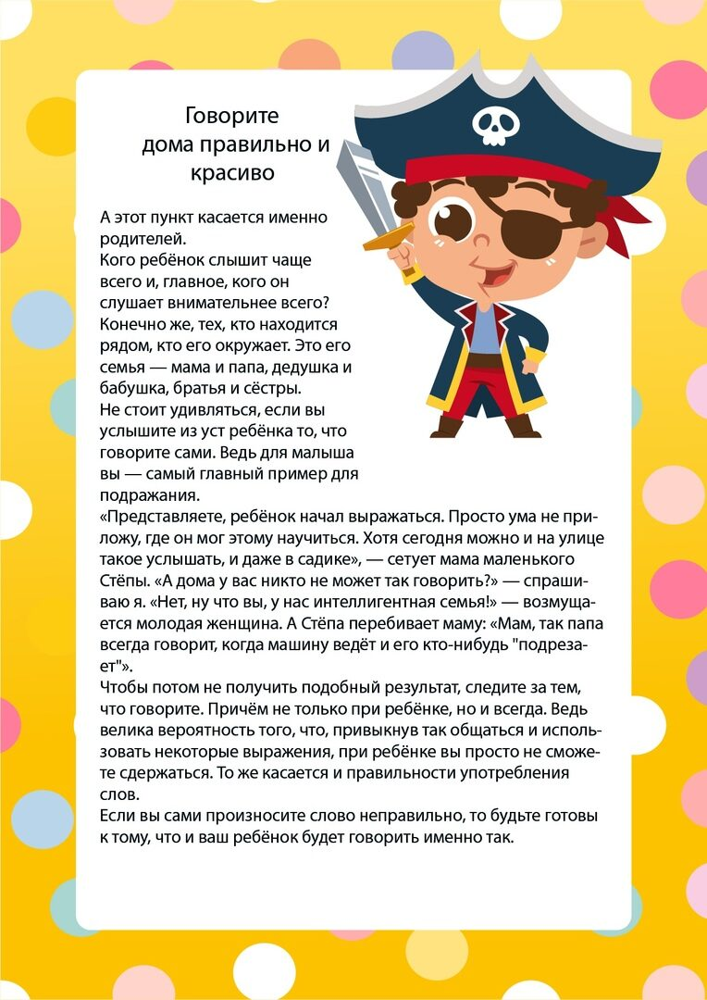 Говорите
дома правильно и
красиво
А этот пункт касается именно
родителей.
Кого ребёнок слышит чаще
всего и, главное, кого он
слушает внимательнее всего?
Конечно же, тех, кто находится
рядом, кто его окружает. Это его
семья — мама и папа, дедушка и
бабушка, братья и сёстры.
Не стоит удивляться, если вы
услышите из уст ребёнка то, что
говорите сами. Ведь для малыша
вы — самый главный пример для
подражания.
«Представляете, ребёнок начал выражаться. Просто ума не при-
ложу, где он мог этому научиться. Хотя сегодня можно и на улице
такое услышать, и даже в садике», — сетует мама маленького
Стёпы. «А дома у вас никто не может так говорить?» — спраши-
ваю я. «Нет, ну что вы, у нас интеллигентная семья!» — возмуща-
ется молодая женщина. А Стёпа перебивает маму: «Мам, так папа
всегда говорит, когда машину ведёт и его кто-нибудь "подреза-
ет"».
Чтобы потом не получить подобный результат, следите за тем,
что говорите. Причём не только при ребёнке, но и всегда. Ведь
велика вероятность того, что, привыкнув так общаться и исполь-
зовать некоторые выражения, при ребёнке вы просто не сможе-
те сдержаться. То же касается и правильности употребления
слов.
Если вы сами произносите слово неправильно, то будьте готовы
к тому, что и ваш ребёнок будет говорить именно так.